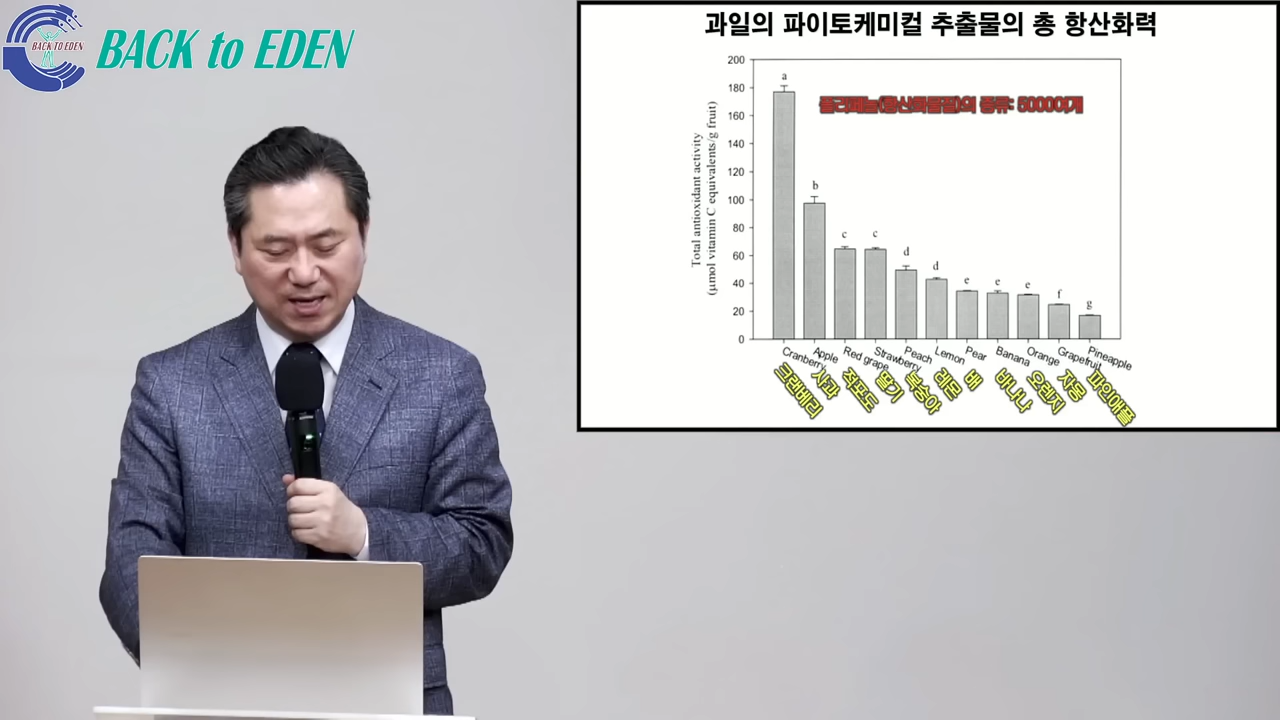 BACK TO EDEN
BACK to EDEN
과일의 파이토케미컬 추출물의 총 항산화력
폴리페놀(항산화물질)의 종류: 5000여개
Total antioxidant activity
(µmol vitamin C equivalents/g fruit)
200
180
160
140
120
100
80
60
40
20
0
a
b
c
c
d
d
e
e
e
f
g
Cranberry
Apple
Red grape
Strawberry
Peach
Lemon
Pear
Banana
Orange
Grapefruit
Pineapple
크랜베리
사과
적포도
딸기
복숭아
레몬
배
바나나
오렌지
자몽
파인애플